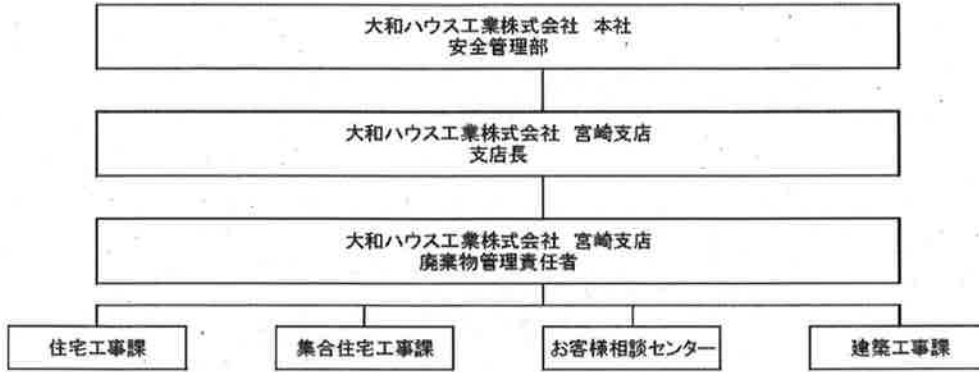 大和ハウス工業株式会社 本社
安全管理部
大和ハウス工業株式会社 宮崎支店
支店長
大和ハウス工業株式会社 宮崎支店
廃棄物管理責任者
住宅工事課
集合住宅工事課
お客様相談センター
建築工事課